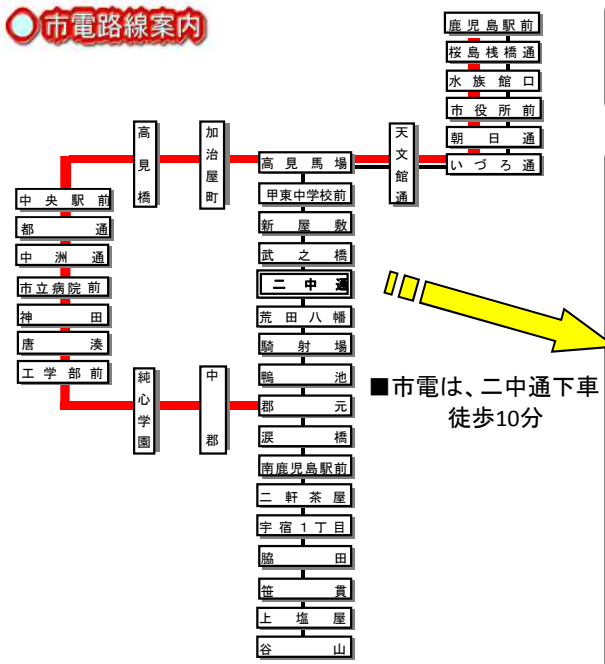 市電路線案内
鹿児島駅前
桜島桟橋通
水族館口
市役所前
朝日通
いづろ通
天文館通
高見馬場
加治屋町
高見橋
中央駅前
都通
中洲通
市立病院前
神田
唐湊
工学部前
純心学園
中郡
甲東中学校前
新屋敷
武之橋
二中通
荒田八幡
騎射場
鴨池
郡元
涙橋
南鹿児島駅前
二軒茶屋
宇宿1丁目
脇田
笹貫
上塩屋
谷山
■市電は、二中通下車
徒歩10分